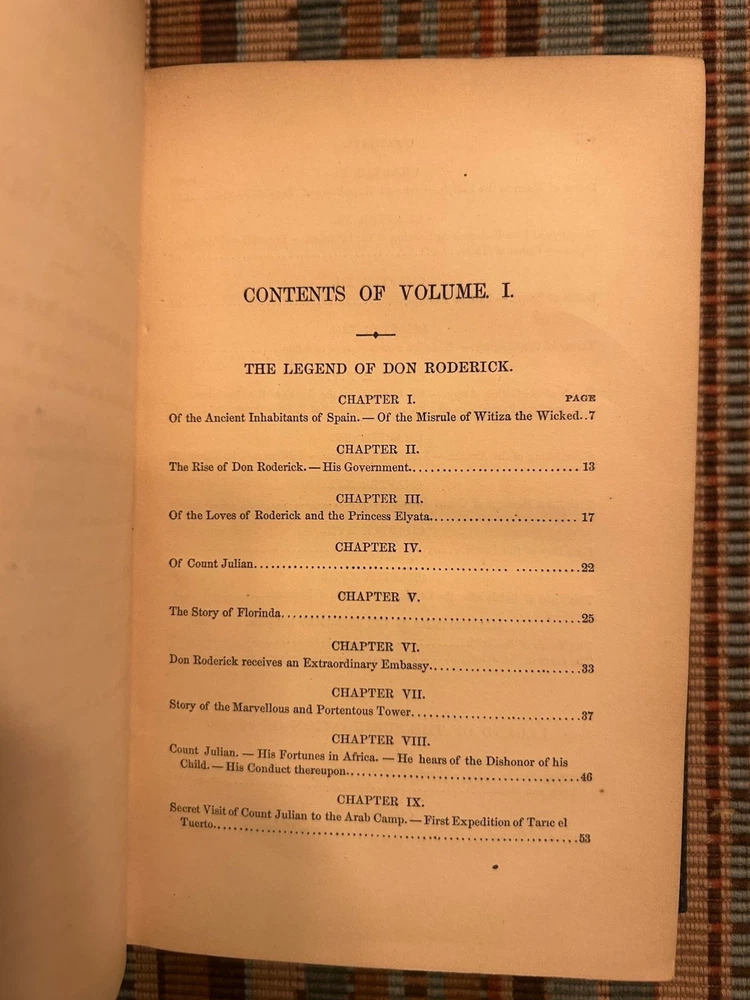 CONTENTS OF VOLUME. I.
THE LEGEND OF DON RODERICK.
CHAPTER I.
PAGE
Of the Ancient Inhabitants of Spain. — Of the Misrule of Witiza the Wicked..7
CHAPTER II.
The Rise of Don Roderick. — His Government..............................13
CHAPTER III.
Of the Loves of Roderick and the Princess Elyata..........................17
CHAPTER IV.
Of Count Julian.......................................... ...........22
CHAPTER V.
The Story of Florinda......................................................25
CHAPTER VI.
Don Roderick receives an Extraordinary Embassy...........................33
CHAPTER VII.
Story of the Marvellous and Portentous Tower..............................37
CHAPTER VIII.
Count Julian. — His Fortunes in Africa. — He hears of the Dishonor of his
Child. — His Conduct thereupon..........................................46
CHAPTER IX.
Secret Visit of Count Julian to the Arab Camp. — First Expedition of Taric el
Tuerto..................................................................53